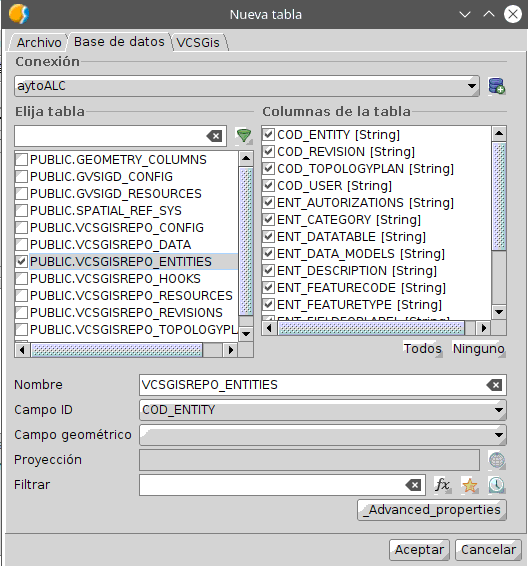 Nueva tabla
Archivo Base de datos VCSGis
Conexión
aytoALC
Elija tabla
PUBLIC.GEOMETRY_COLUMNS
PUBLIC.GVSIGD_CONFIG
PUBLIC.GVSIGD_RESOURCES
PUBLIC.SPATIAL_REF_SYS
PUBLIC.VCSGISREPO_CONFIG
PUBLIC.VCSGISREPO_DATA
PUBLIC.VCSGISREPO_ENTITIES
PUBLIC.VCSGISREPO_HOOKS
PUBLIC.VCSGISREPO_RESOURCES
PUBLIC.VCSGISREPO_REVISIONS
PUBLIC.VCSGISREPO_TOPOLOGYPL
Columnas de la tabla
COD_ENTITY [String]
COD_REVISION [String]
COD_TOPOLOGYPLAN [String]
COD_USER [String]
ENT_AUTORIZATIONS [String]
ENT_CATEGORY [String]
ENT_DATATABLE [String]
ENT_DATA_MODELS [String]
ENT_DESCRIPTION [String]
ENT_FEATURECODE [String]
ENT_FEATURETYPE [String]
ENT_FIELDFORLABEL [String]
Todos Ninguno
Nombre VCSGISREPO_ENTITIES
Campo ID COD_ENTITY
Campo geométrico
Proyección
Filtrar fx
_Advanced_properties
Aceptar Cancelar